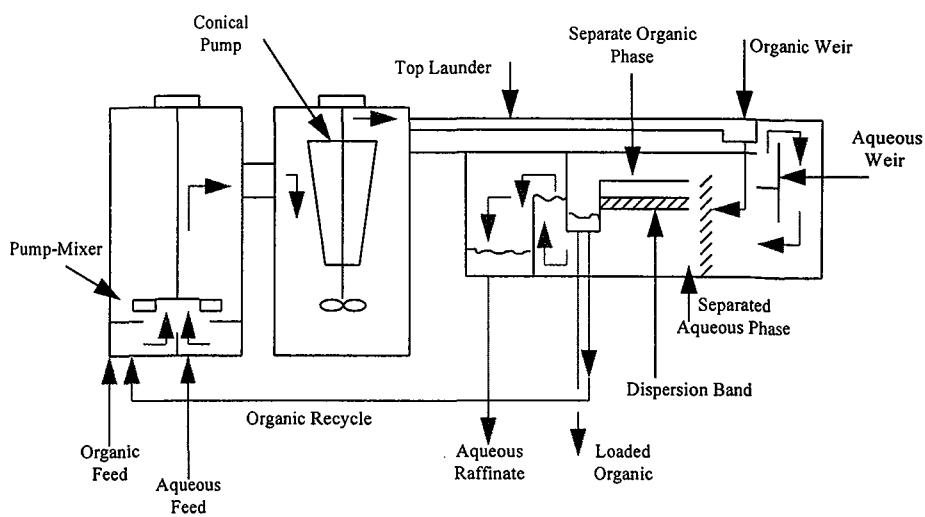 Conical
Pump
Separate Organic
Phase
Organic Weir
Top Launder
Aqueous
Weir
Pump-Mixer
Separated
Aqueous Phase
Dispersion Band
Organic Recycle
Organic
Feed
Aqueous
Feed
Aqueous
Raffinate
Loaded
Organic